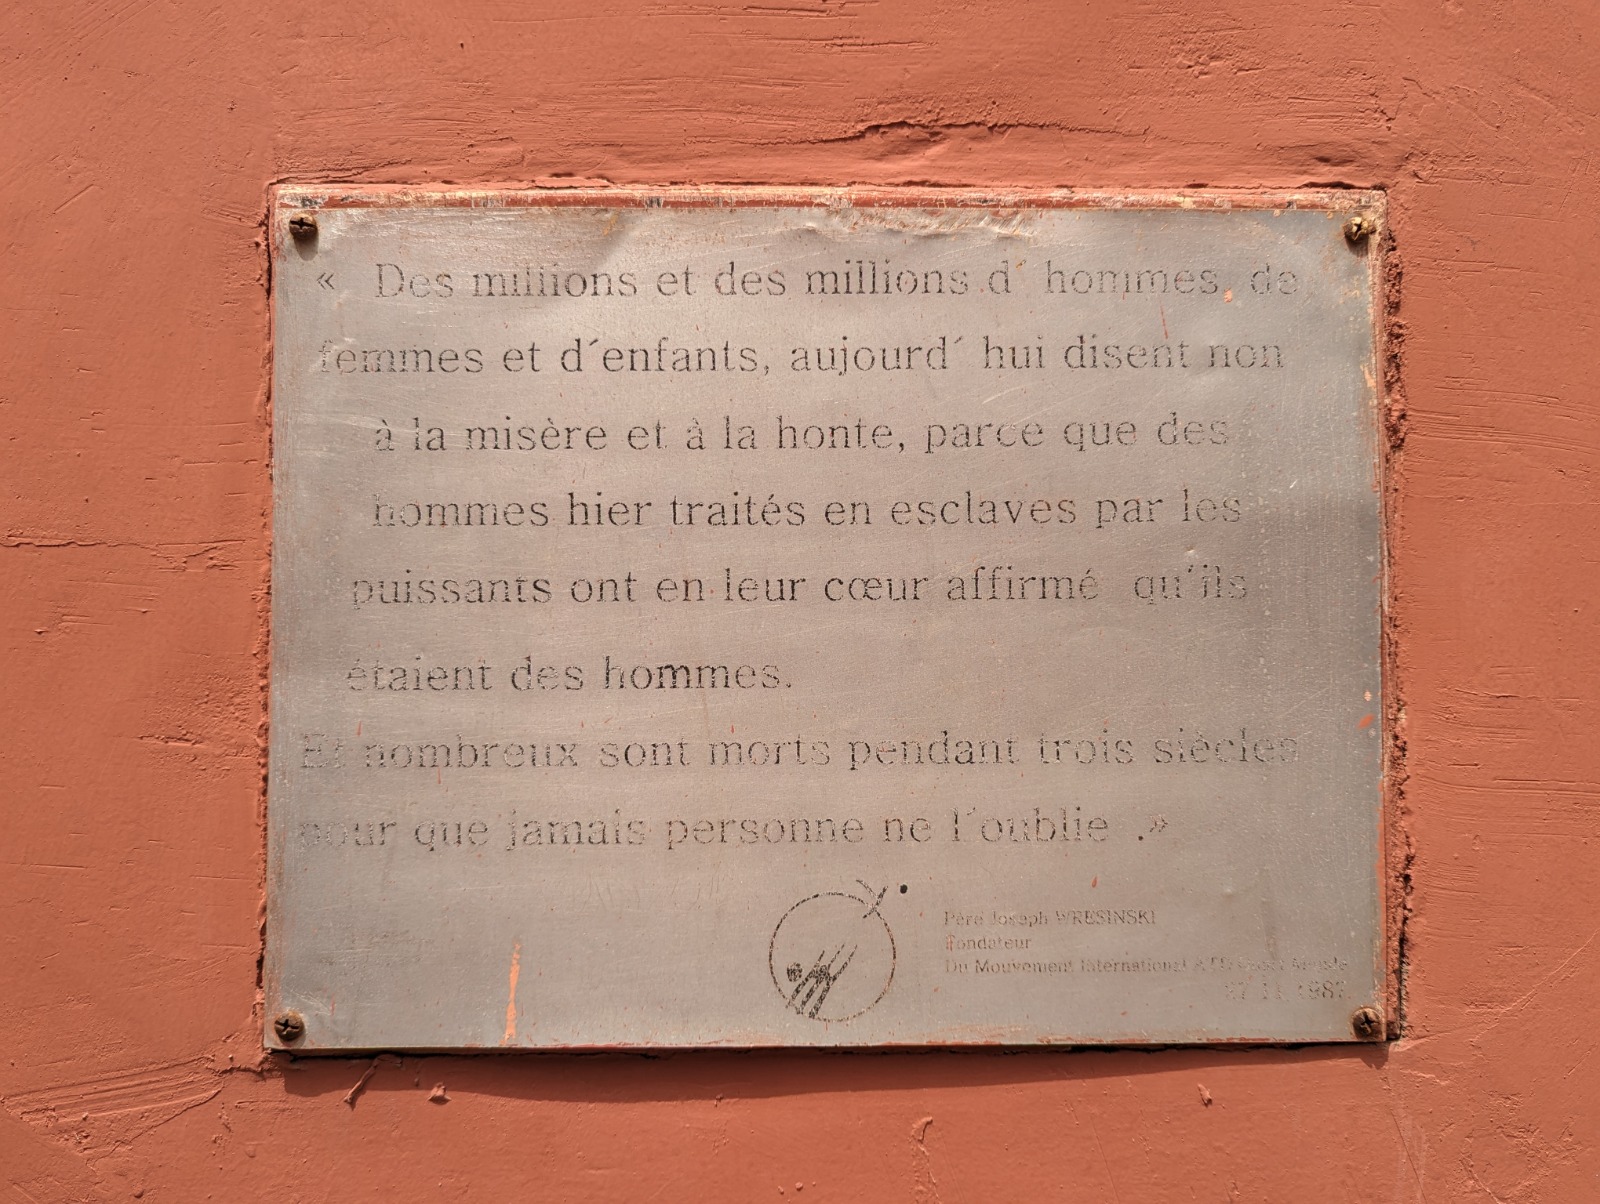 « Des millions et des millions d´ hommes, de
femmes et d´enfants, aujourd´ hui disent non
à la misère et à la honte, parce que des
hommes hier traités en esclaves par les
puissants ont en leur cœur affirmé qu´ils
étaient des hommes.
Et nombreux sont morts pendant trois siècles
pour que jamais personne ne l´oublie .»
Père Joseph WRESINSKI
Fondateur
Du Mouvement International ATD
1987